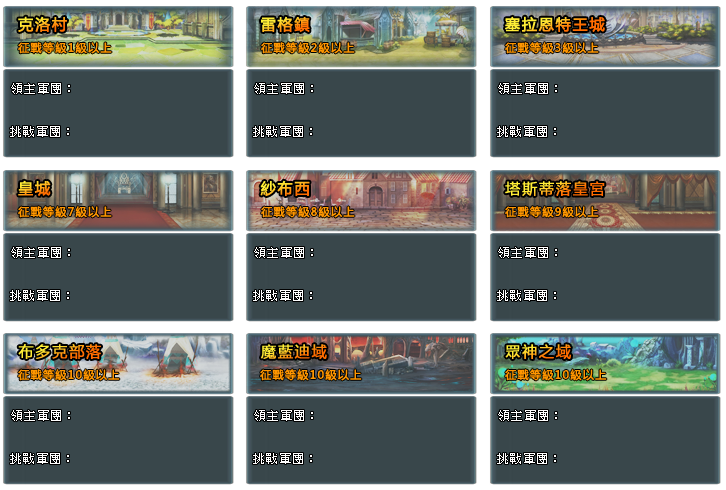 克洛村
征戰等級1級以上
領主軍團：
挑戰軍團：
雷格鎮
征戰等級2級以上
領主軍團：
挑戰軍團：
塞拉恩特王城
征戰等級3級以上
領主軍團：
挑戰軍團：
皇城
征戰等級7級以上
領主軍團：
挑戰軍團：
紗布西
征戰等級8級以上
領主軍團：
挑戰軍團：
塔斯蒂落皇宮
征戰等級9級以上
領主軍團：
挑戰軍團：
布多克部落
征戰等級10級以上
領主軍團：
挑戰軍團：
魔藍迪域
征戰等級10級以上
領主軍團：
挑戰軍團：
眾神之域
征戰等級10級以上
領主軍團：
挑戰軍團：